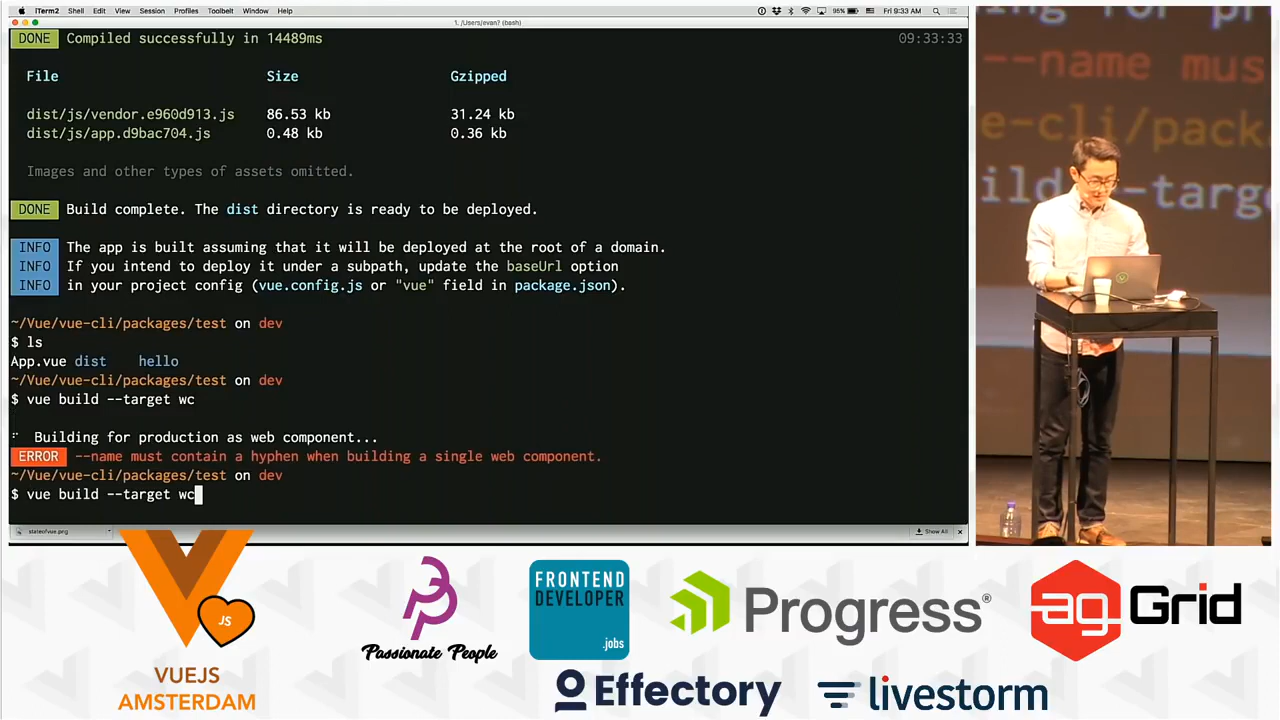 iTerm2 Shell Edit View Session Profiles Toolbelt Window Help
95% Fri 9:33 AM
1. /Users/evan? (bash)
DONE Compiled successfully in 14489ms 09:33:33
File Size Gzipped
dist/js/vendor.e960d913.js 86.53 kb 31.24 kb
dist/js/app.d9bac704.js 0.48 kb 0.36 kb
Images and other types of assets omitted.
DONE Build complete. The dist directory is ready to be deployed.
INFO The app is built assuming that it will be deployed at the root of a domain.
INFO If you intend to deploy it under a subpath, update the baseUrl option
INFO in your project config (vue.config.js or "vue" field in package.json).
~/Vue/vue-cli/packages/test on dev
$ ls
App.vue dist hello
~/Vue/vue-cli/packages/test on dev
$ vue build --target wc
Building for production as web component...
ERROR --name must contain a hyphen when building a single web component.
~/Vue/vue-cli/packages/test on dev
$ vue build --target wc
stateofvue.png
Show All
ing for pr
--name mus
e-cli/pack
ild --targe
JS
VUEJS
AMSTERDAM
Passionate People
FRONTEND
DEVELOPER
.jobs
Progress®
ag Grid
Effectory
livestorm